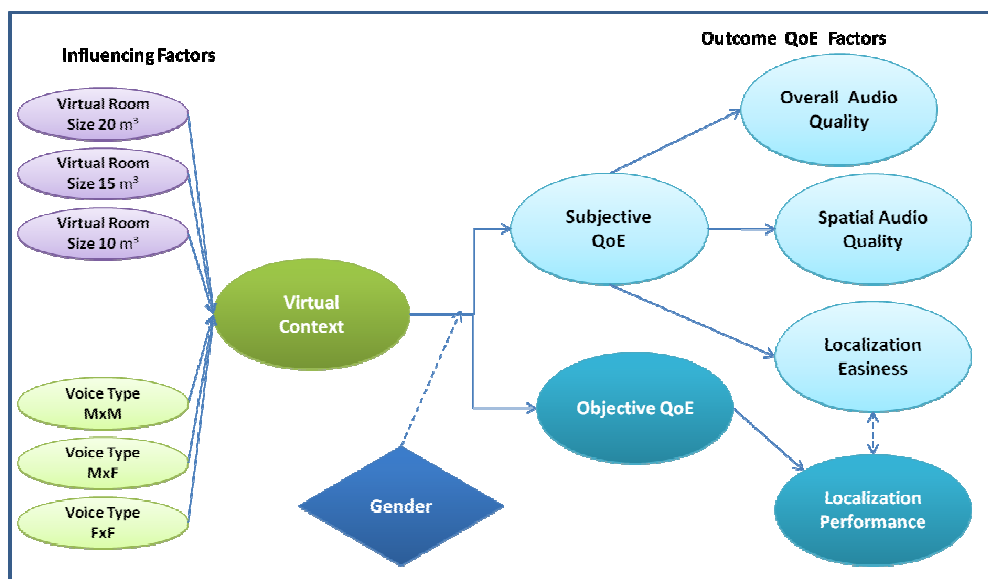 Influencing Factors
Virtual Room
Size 20 m³
Virtual Room
Size 15 m³
Virtual Room
Size 10 m³
Voice Type
MxM
Voice Type
MxF
Voice Type
FxF
Virtual
Context
Gender
Subjective
QoE
Objective QoE
Outcome QoE Factors
Overall Audio
Quality
Spatial Audio
Quality
Localization
Easiness
Localization
Performance